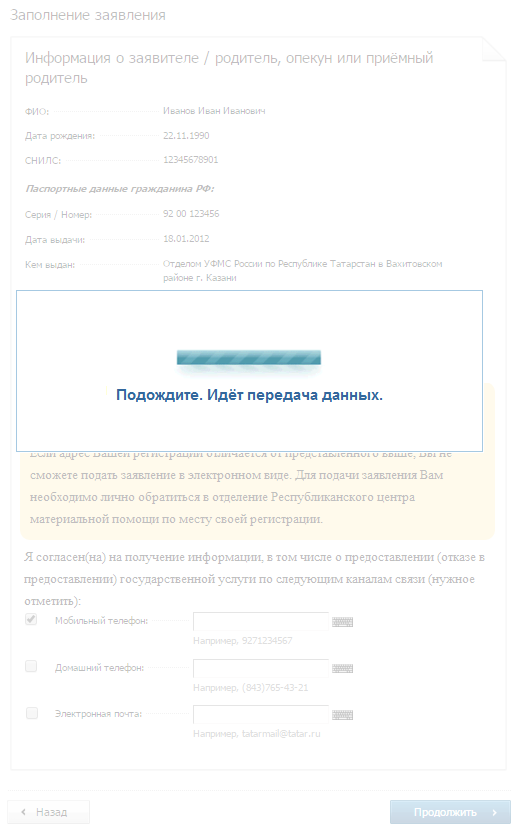 Заполнение заявления
Информация о заявителе / родитель, опекун или приёмный
родитель
ФИО: Иванов Иван Иванович
Дата рождения: 22.11.1990
СНИЛС: 12345678901
Паспортные данные гражданина РФ:
Серия / Номер: 92 00 123456
Дата выдачи: 18.01.2012
Кем выдан: Отделом УФМС России по Республике Татарстан в Вахитовском
районе г. Казани
Подождите. Идёт передача данных.
Если адрес Вашей регистрации отличается от представленного выше, Вы не
сможете подать заявление в электронном виде. Для подачи заявления Вам
необходимо лично обратиться в отделение Республиканского центра
материальной помощи по месту своей регистрации.
Я согласен(на) на получение информации, в том числе о предоставлении (отказе в
предоставлении) государственной услуги по следующим каналам связи (нужное
отметить):
Мобильный телефон:
Например, 9271234567
Домашний телефон:
Например, (843)765-43-21
Электронная почта:
Например, tatarmail@tatar.ru
Назад
Продолжить